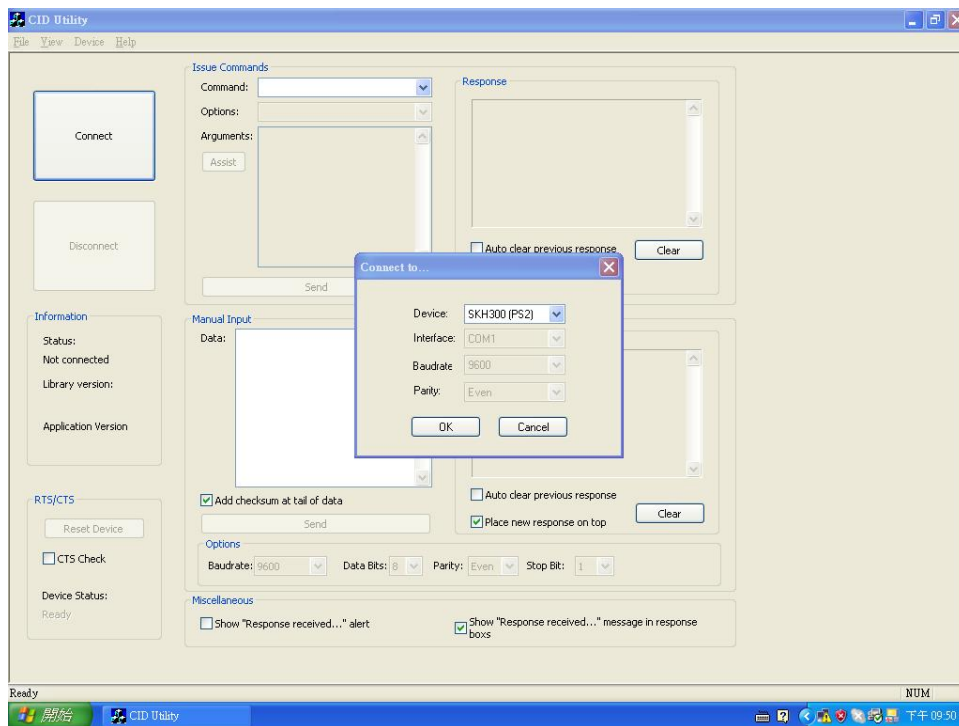 CID Utility
File View Device Help
Connect
Disconnect
Information
Status:
Not connected
Library version:
Application Version
RTS/CTS
Reset Device
CTS Check
Device Status:
Ready
Issue Commands
Command:
Options:
Arguments:
Assist
Send
Response
Auto clear previous response
Clear
Connect to...
Device: SKH300 (PS2)
Interface: COM1
Baudrate 9600
Parity: Even
OK Cancel
Manual Input
Data:
Add checksum at tail of data
Send
Auto clear previous response
Place new response on top
Clear
Options
Baudrate: 9600 Data Bits: 8 Parity: Even Stop Bit: 1
Miscellaneous
Show "Response received..." alert
Show "Response received..." message in response
boxs
Ready NUM
開始 CID Utility 下午 09:50